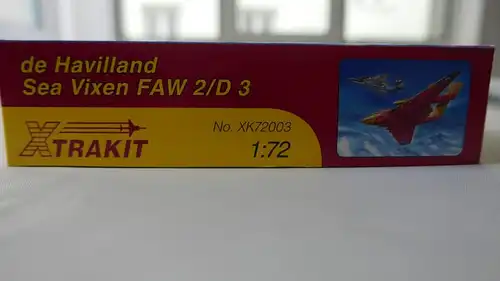 de Havilland
Sea Vixen FAW 2/D 3
XTRAKIT
No. XK72003
1:72